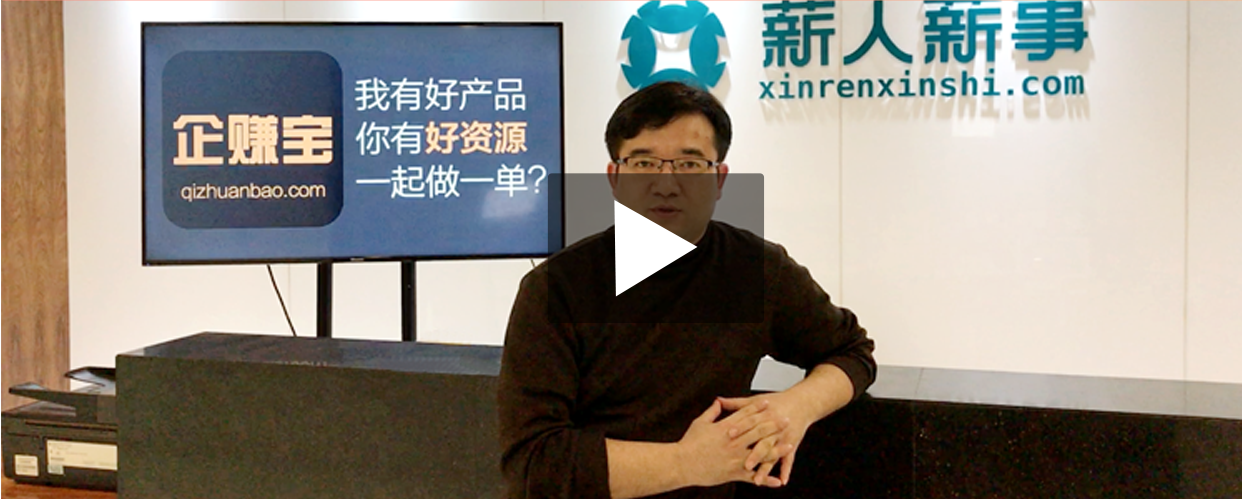 企赚宝
qizhuanbao.com
我有好产品
你有好资源
一起做一单?
薪人薪事
xinrenxinshi.com